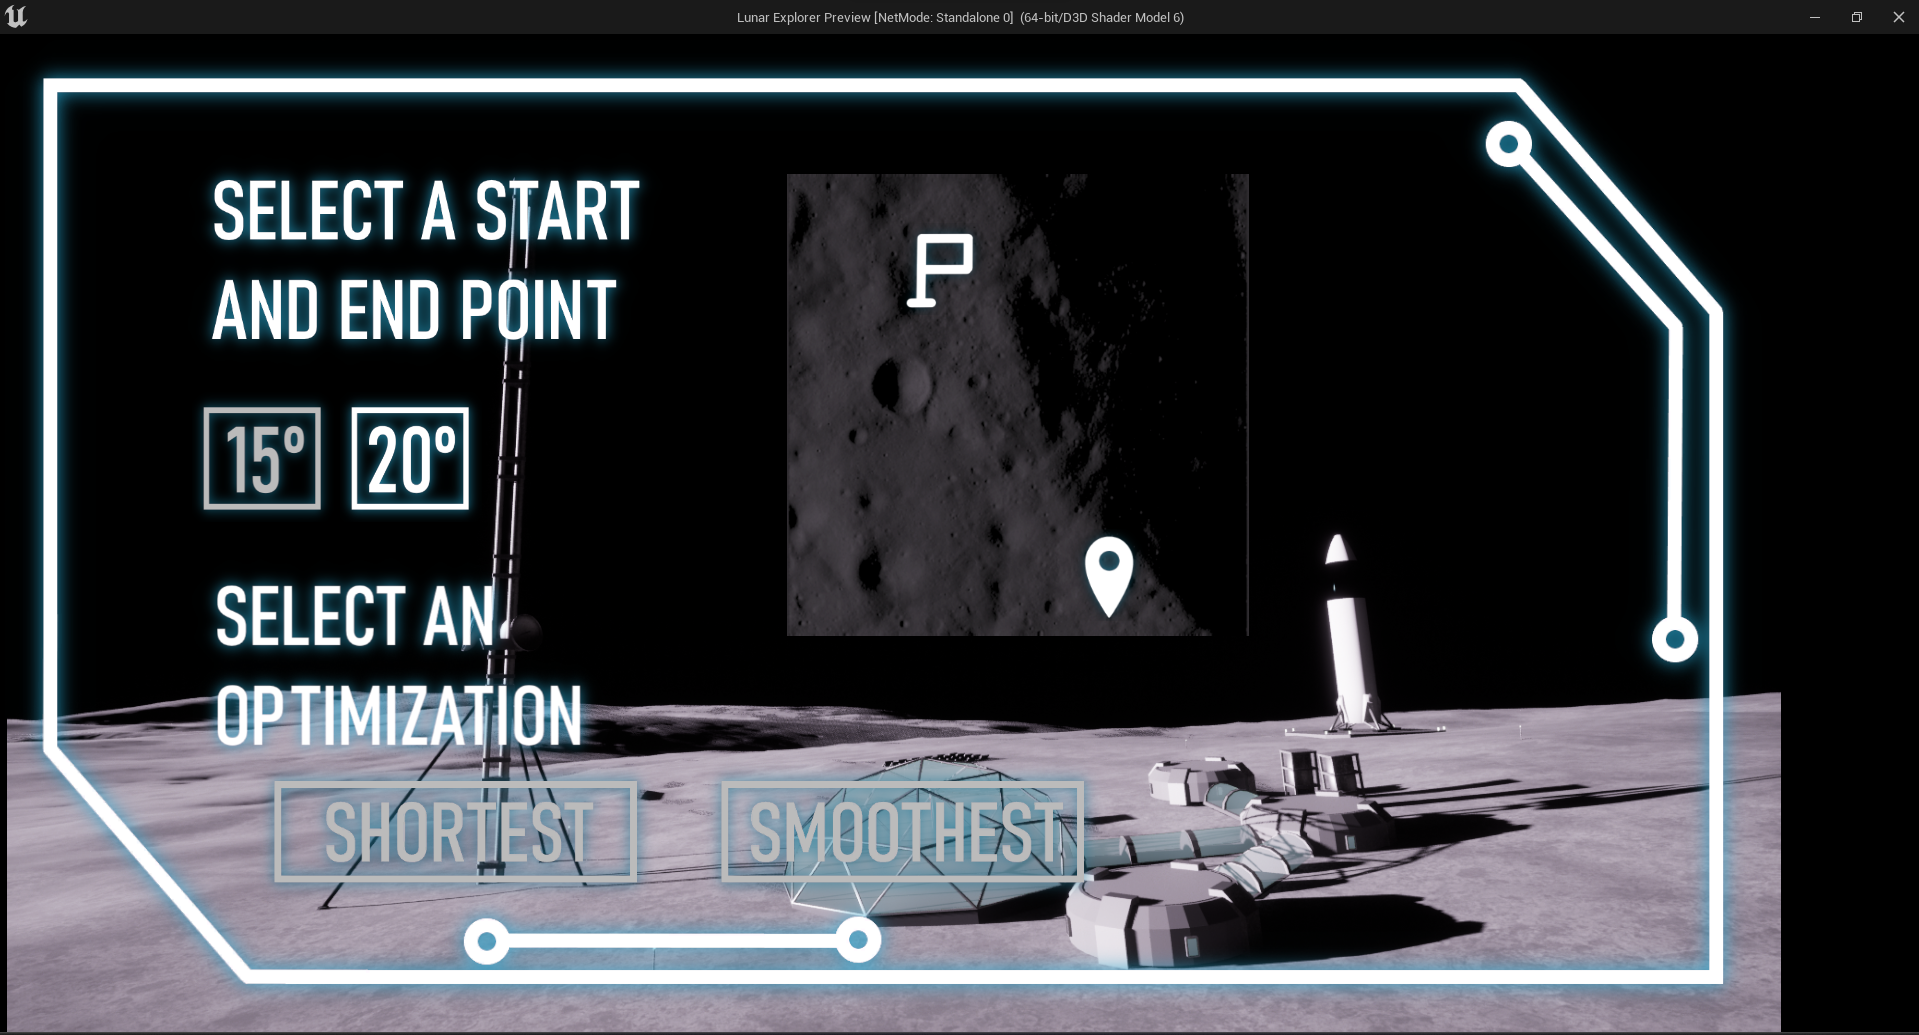 Lunar Explorer Preview [NetMode: Standalone 0] (64-bit/D3D Shader Model 6)
SELECT A START
AND END POINT
15° 20°
SELECT AN
OPTIMIZATION
SHORTEST SMOOTHEST